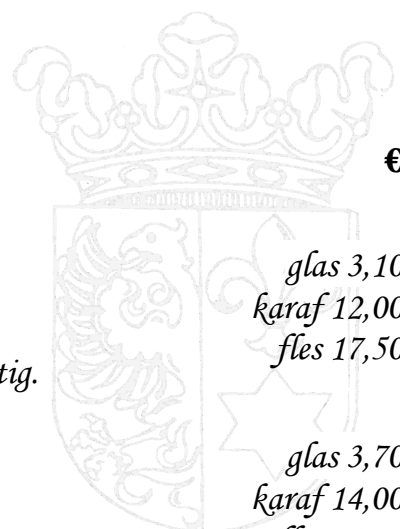 €
glas 3,10
karaf 12,00
fles 17,50
tig.
glas 3,70
karaf 14,00